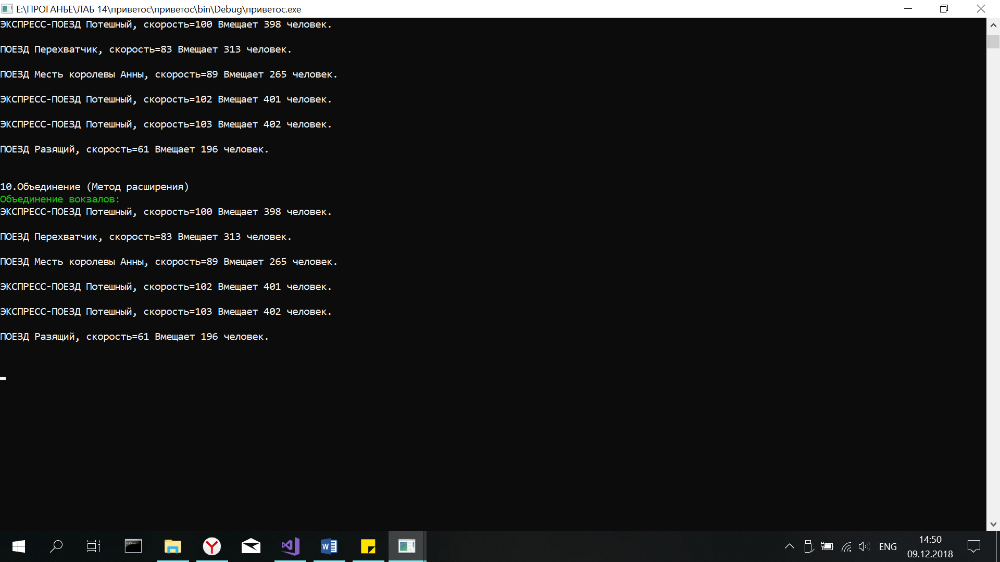 E:\ПРОГАНЬЕ\ЛАБ 14\приветос\приветос\bin\Debug\приветос.exe
ЭКСПРЕСС-ПОЕЗД Потешный, скорость=100 Вмещает 398 человек.
ПОЕЗД Перехватчик, скорость=83 Вмещает 313 человек.
ПОЕЗД Месть королевы Анны, скорость=89 Вмещает 265 человек.
ЭКСПРЕСС-ПОЕЗД Потешный, скорость=102 Вмещает 401 человек.
ЭКСПРЕСС-ПОЕЗД Потешный, скорость=103 Вмещает 402 человек.
ПОЕЗД Разящий, скорость=61 Вмещает 196 человек.
10.Объединение (Метод расширения)
Объединение вокзалов:
ЭКСПРЕСС-ПОЕЗД Потешный, скорость=100 Вмещает 398 человек.
ПОЕЗД Перехватчик, скорость=83 Вмещает 313 человек.
ПОЕЗД Месть королевы Анны, скорость=89 Вмещает 265 человек.
ЭКСПРЕСС-ПОЕЗД Потешный, скорость=102 Вмещает 401 человек.
ЭКСПРЕСС-ПОЕЗД Потешный, скорость=103 Вмещает 402 человек.
ПОЕЗД Разящий, скорость=61 Вмещает 196 человек.
ENG
14:50
09.12.2018